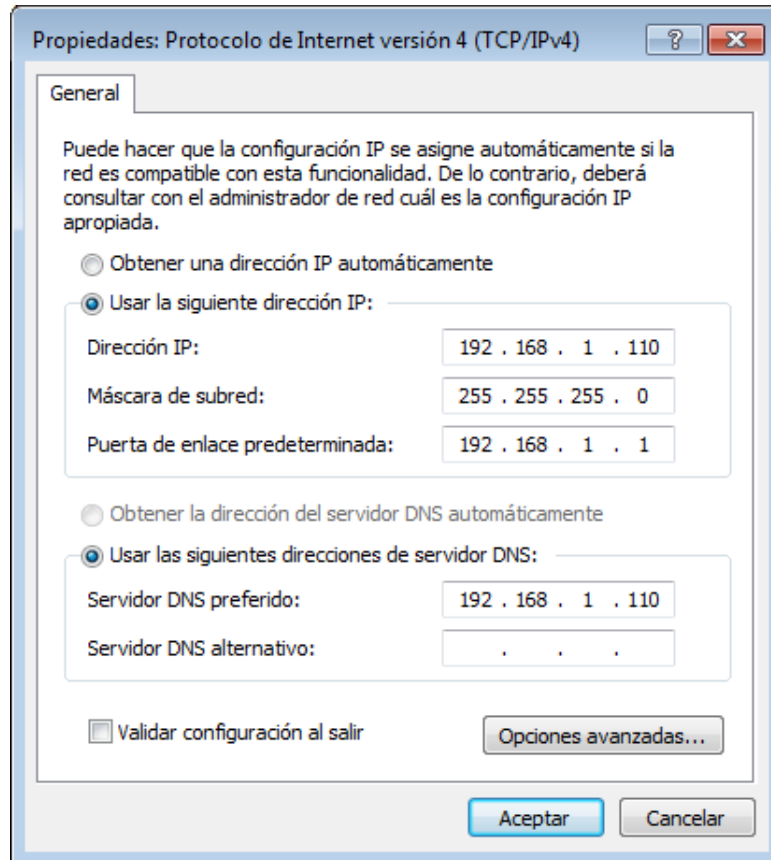 Propiedades: Protocolo de Internet versión 4 (TCP/IPv4)
General
Puede hacer que la configuración IP se asigne automáticamente si la
red es compatible con esta funcionalidad. De lo contrario, deberá
consultar con el administrador de red cuál es la configuración IP
apropiada.
Obtener una dirección IP automáticamente
Usar la siguiente dirección IP:
Dirección IP: 192 . 168 . 1 . 110
Máscara de subred: 255 . 255 . 255 . 0
Puerta de enlace predeterminada: 192 . 168 . 1 . 1
Obtener la dirección del servidor DNS automáticamente
Usar las siguientes direcciones de servidor DNS:
Servidor DNS preferido: 192 . 168 . 1 . 110
Servidor DNS alternativo: . . .
Validar configuración al salir Opciones avanzadas...
Aceptar Cancelar